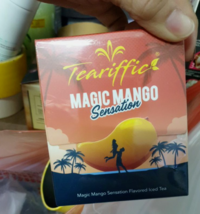 Teariffic!
MAGIC MANGO
Sensation
Magic Mango Sensation Flavored Iced Tea